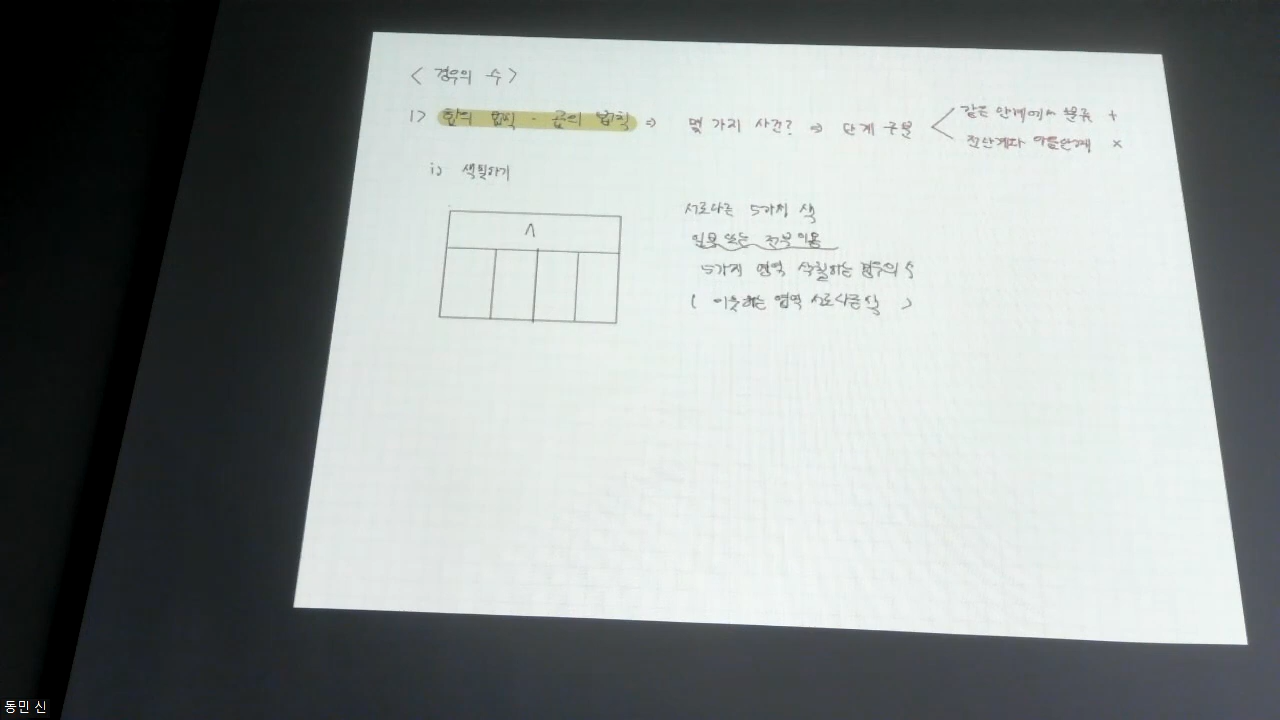 < 경우의 수 >
1> 합의 법칙 · 곱의 법칙 ⇒ 몇 가지 사건? ⇒ 단계 구분 < 같은 단계에서 분류 +
전단계다 다음단계 ×
i) 색칠하기
A
서로다른 5가지 색
일부 또는 전부 이용
5가지 영역 색칠하는 경우의 수
( 이웃하는 영역 서로다른 색 )
동민 신